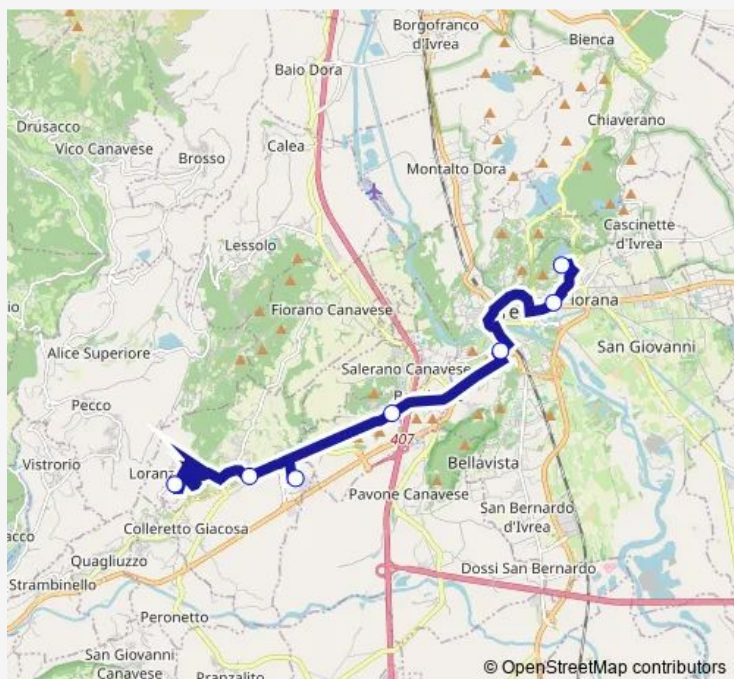 Borgofranco
d'Ivrea
Bienca
Baio Dora
Drusacco
Chiaverano
Vico Canavese
Calea
Brosso
Montalto Dora
Cascinette
d'Ivrea
Lessolo
Fiorano Canavese
San Giovanni
Alice Superiore
Salerano Canavese
Pecco
407
Vistrorio
Bellavista
Pavone Canavese
Colleretto Giacosa
San Bernardo
d'Ivrea
Quagliuzzo
Dossi San Bernardo
Strambinello
Peronetto
San Giovanni
Canavese
Pranzalito
© OpenStreetMap contributors